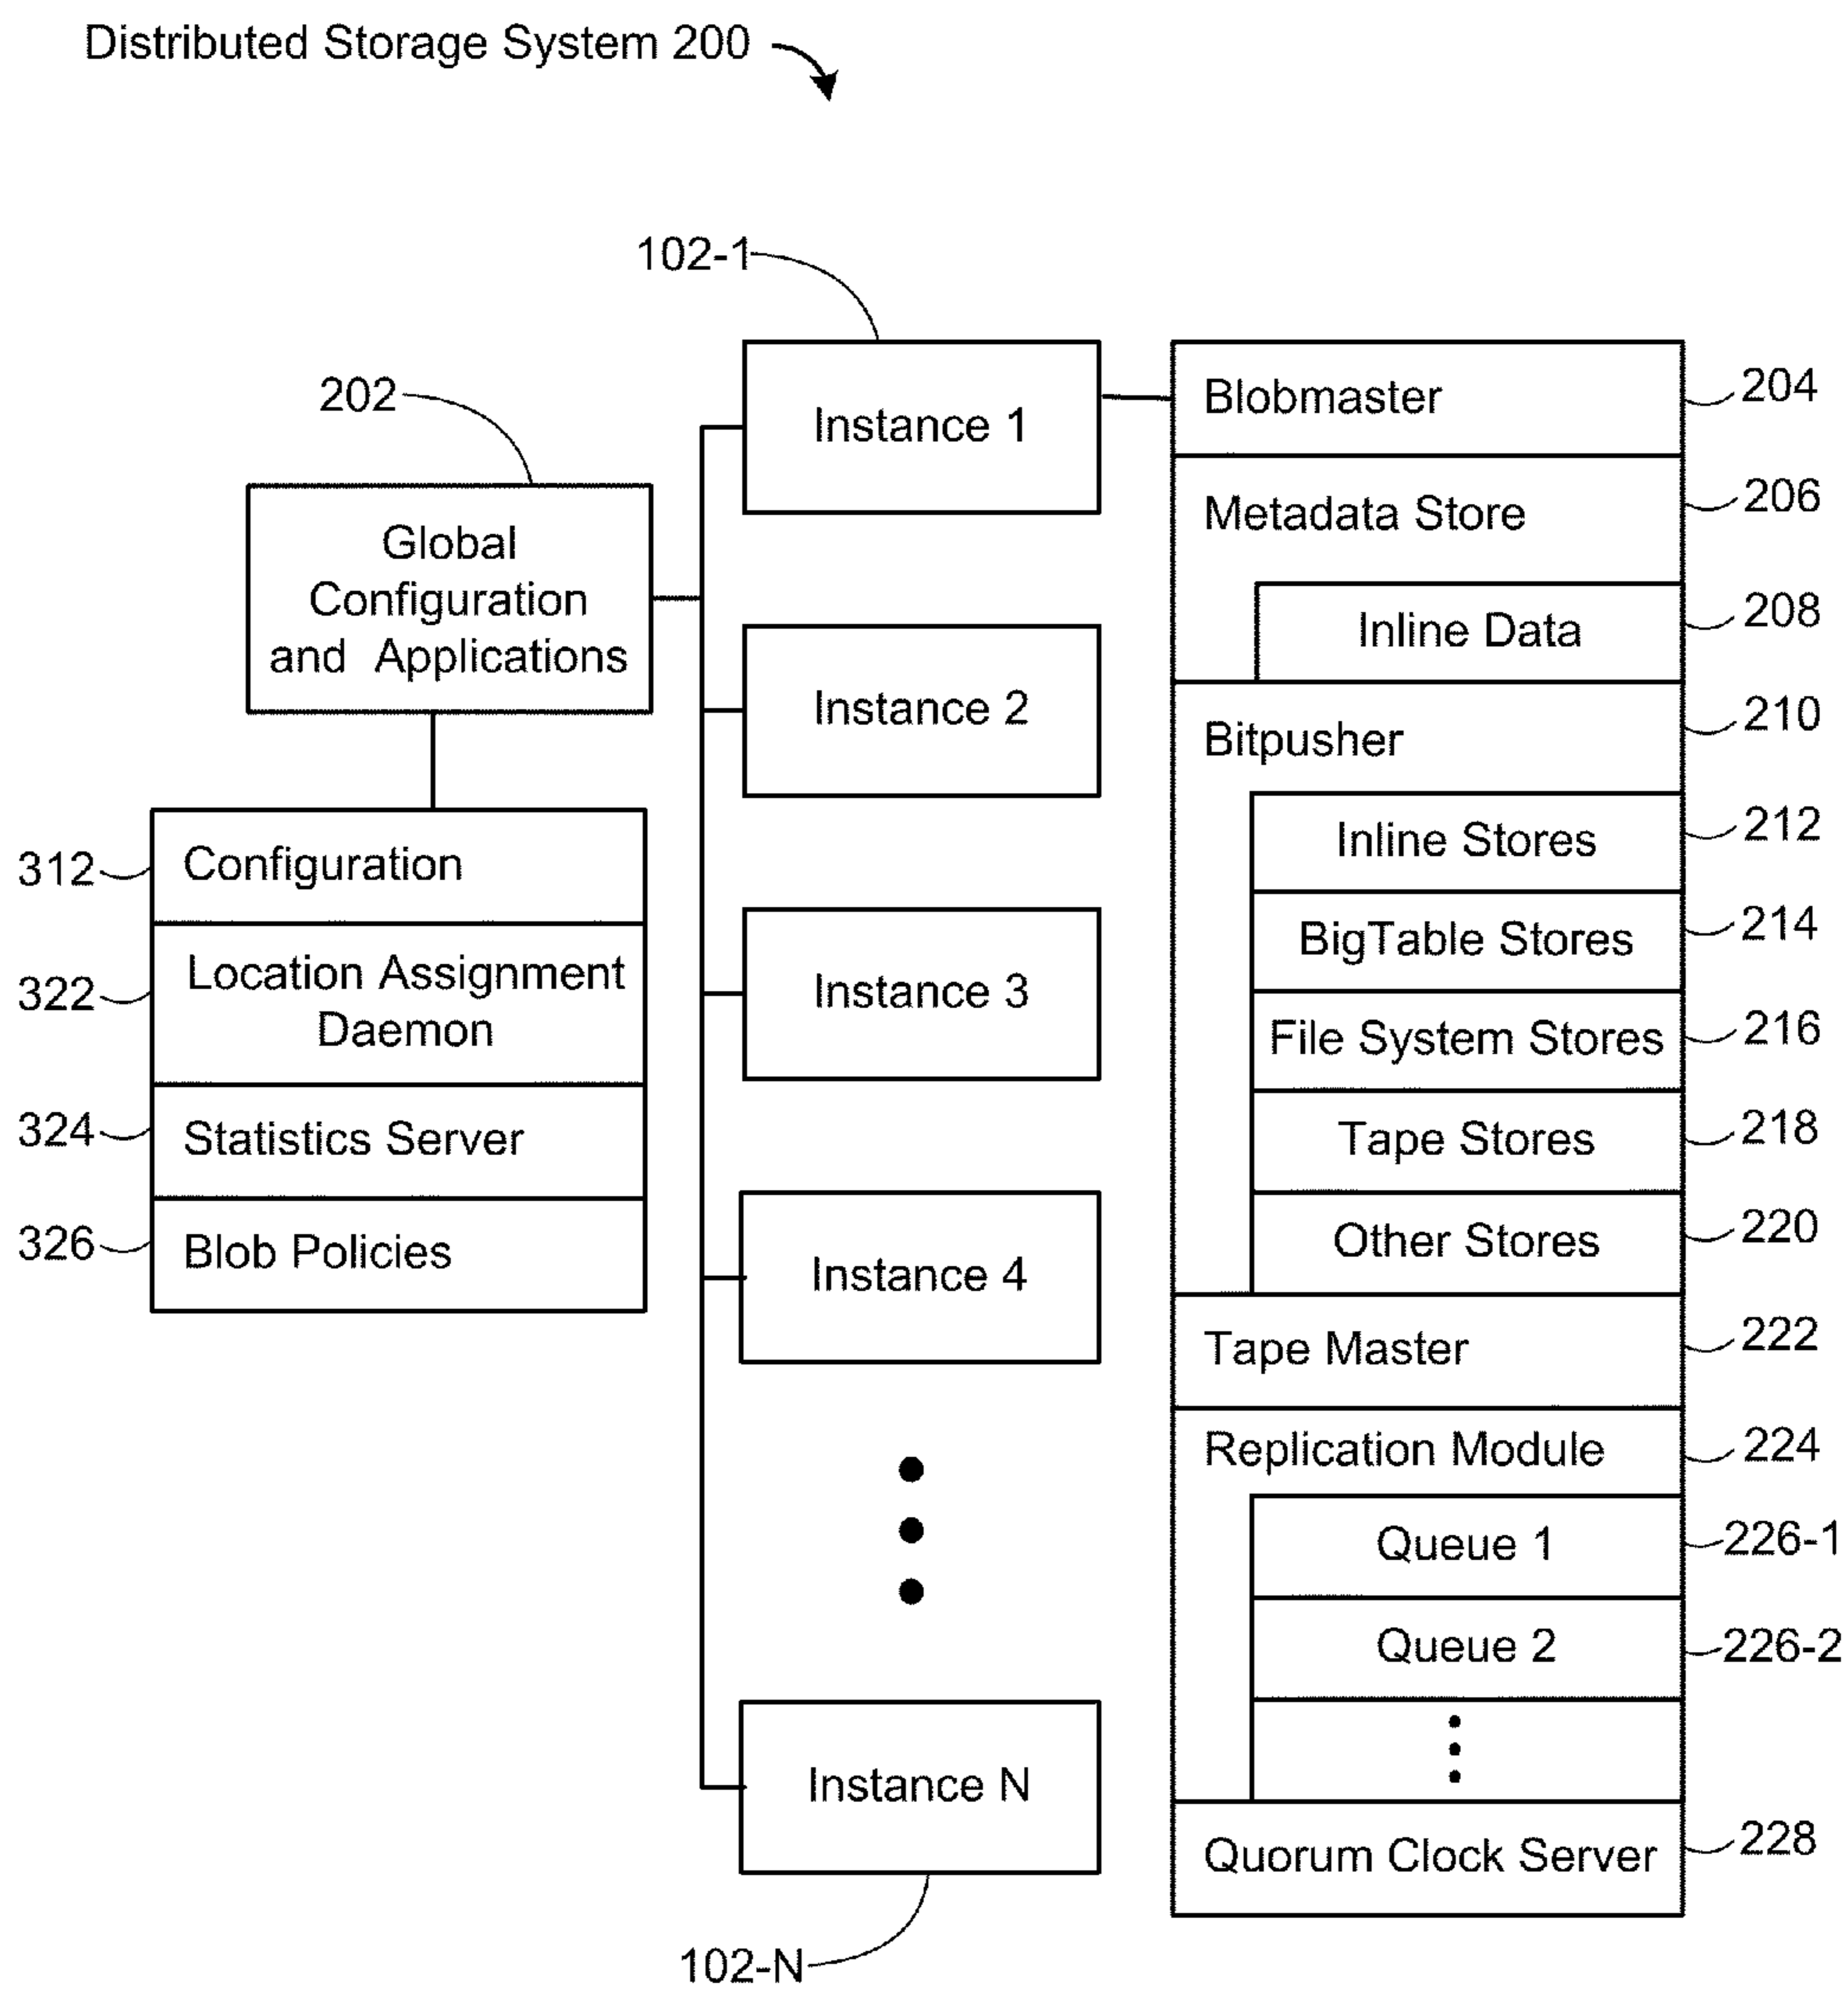 Distributed Storage System 200
102-1
202
Global
Configuration
and Applications
312
Configuration
322
Location Assignment
Daemon
324
Statistics Server
326
Blob Policies
Instance 1
Instance 2
Instance 3
Instance 4
Instance N
102-N
Blobmaster
204
Metadata Store
206
Inline Data
208
Bitpusher
210
Inline Stores
212
BigTable Stores
214
File System Stores
216
Tape Stores
218
Other Stores
220
Tape Master
222
Replication Module
224
Queue 1
226-1
Queue 2
226-2
Quorum Clock Server
228